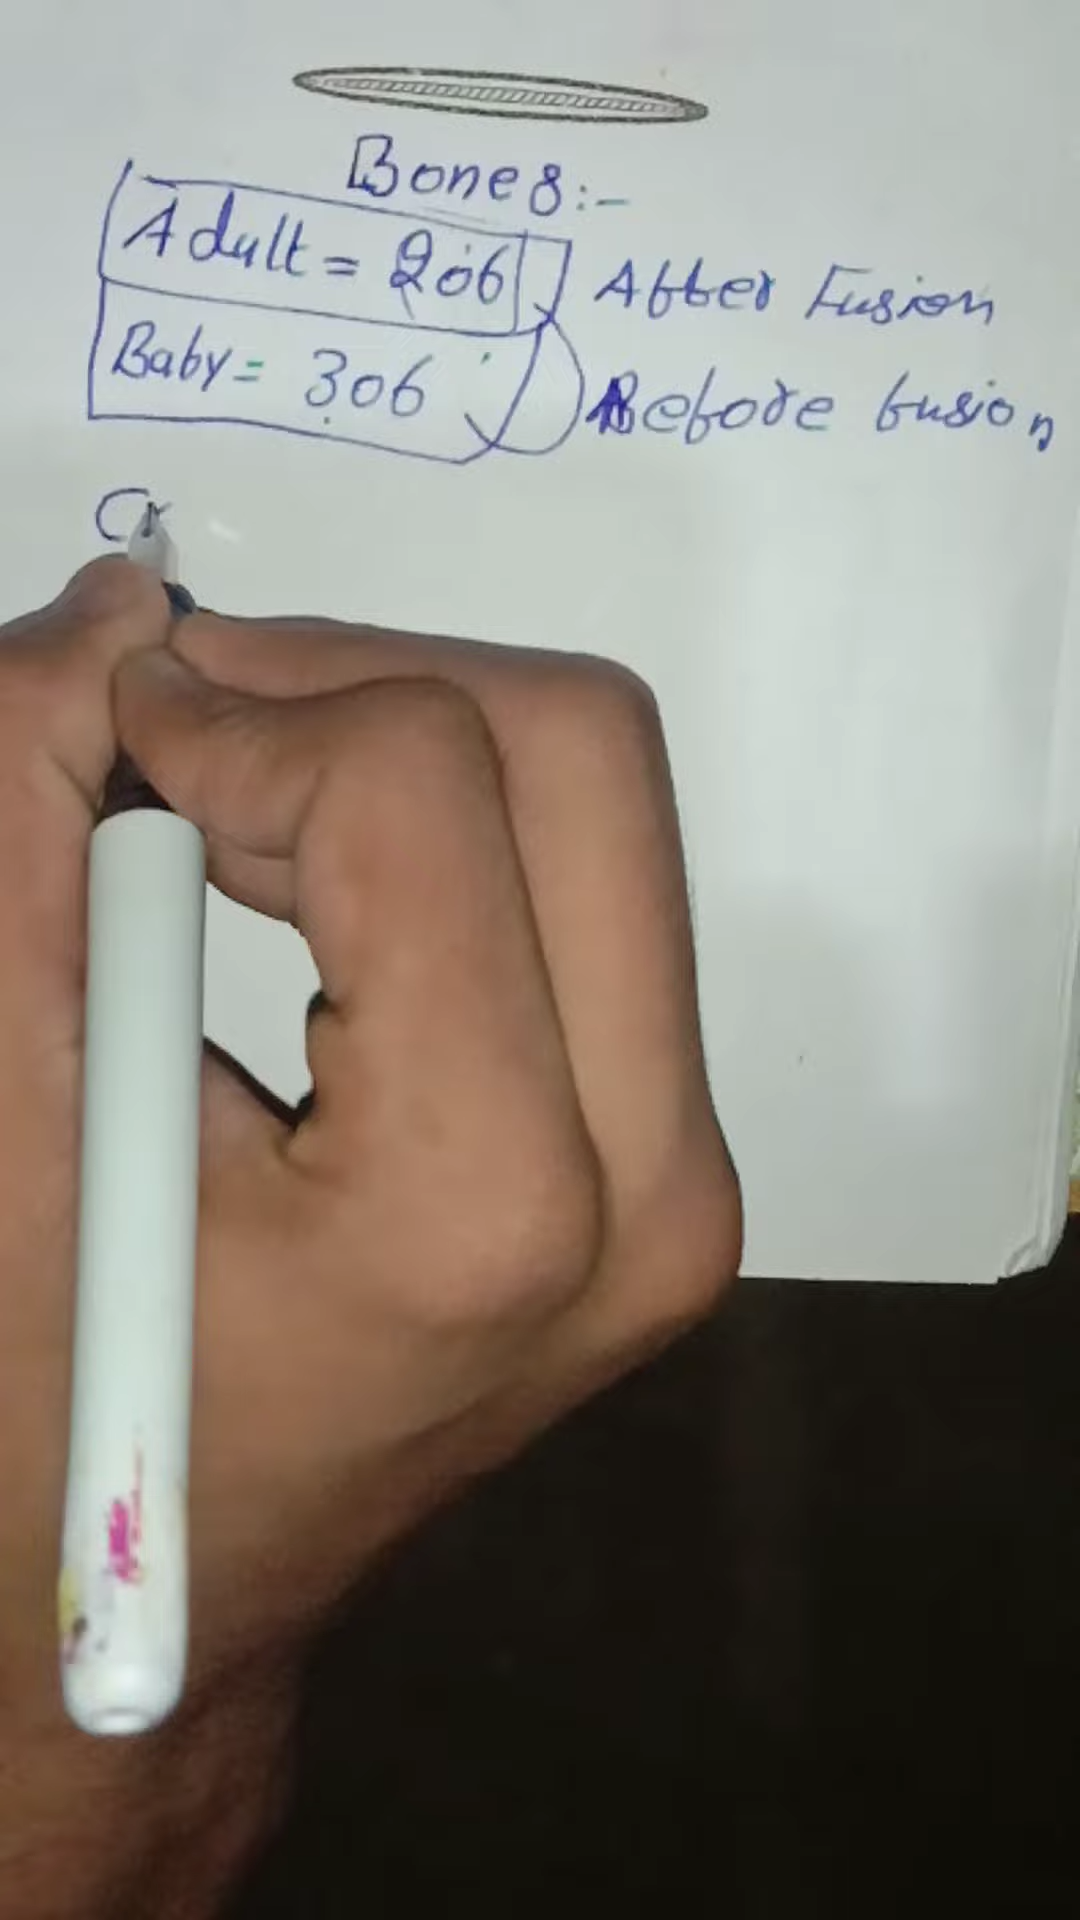 Bones:-
Adult = 206 After Fusion
Baby = 306 Before fusion